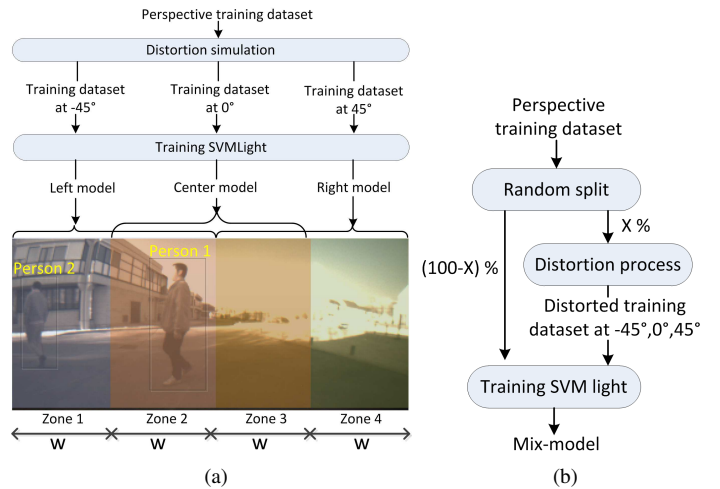 Perspective training dataset
Distortion simulation
Training dataset
at -45°
Training dataset
at 0°
Training dataset
at 45°
Training SVMLight
Left model
Center model
Right model
Person 1
Person 2
Zone 1
Zone 2
Zone 3
Zone 4
W
W
W
W
(a)
Perspective
training dataset
Random split
X %
(100-X) %
Distortion process
Distorted training
dataset at -45°,0°,45°
Training SVM light
Mix-model
(b)